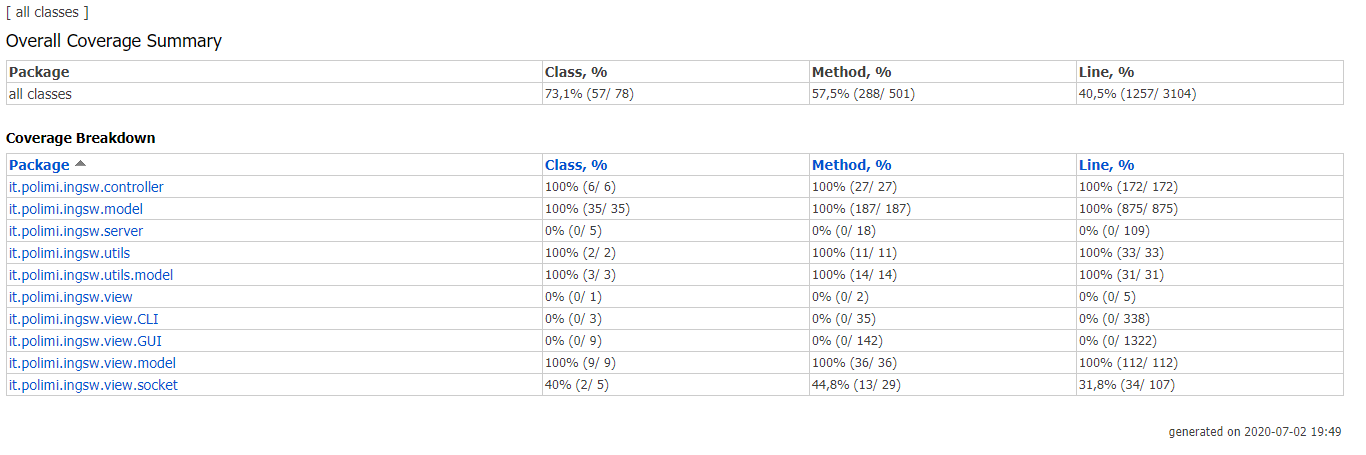 [ all classes ]
Overall Coverage Summary
Package Class, % Method, % Line, %
all classes 73,1% (57/ 78) 57,5% (288/ 501) 40,5% (1257/ 3104)
Coverage Breakdown
Package Class, % Method, % Line, %
it.polimi.ingsw.controller 100% (6/ 6) 100% (27/ 27) 100% (172/ 172)
it.polimi.ingsw.model 100% (35/ 35) 100% (187/ 187) 100% (875/ 875)
it.polimi.ingsw.server 0% (0/ 5) 0% (0/ 18) 0% (0/ 109)
it.polimi.ingsw.utils 100% (2/ 2) 100% (11/ 11) 100% (33/ 33)
it.polimi.ingsw.utils.model 100% (3/ 3) 100% (14/ 14) 100% (31/ 31)
it.polimi.ingsw.view 0% (0/ 1) 0% (0/ 2) 0% (0/ 5)
it.polimi.ingsw.view.CLI 0% (0/ 3) 0% (0/ 35) 0% (0/ 338)
it.polimi.ingsw.view.GUI 0% (0/ 9) 0% (0/ 142) 0% (0/ 1322)
it.polimi.ingsw.view.model 100% (9/ 9) 100% (36/ 36) 100% (112/ 112)
it.polimi.ingsw.view.socket 40% (2/ 5) 44,8% (13/ 29) 31,8% (34/ 107)
generated on 2020-07-02 19:49